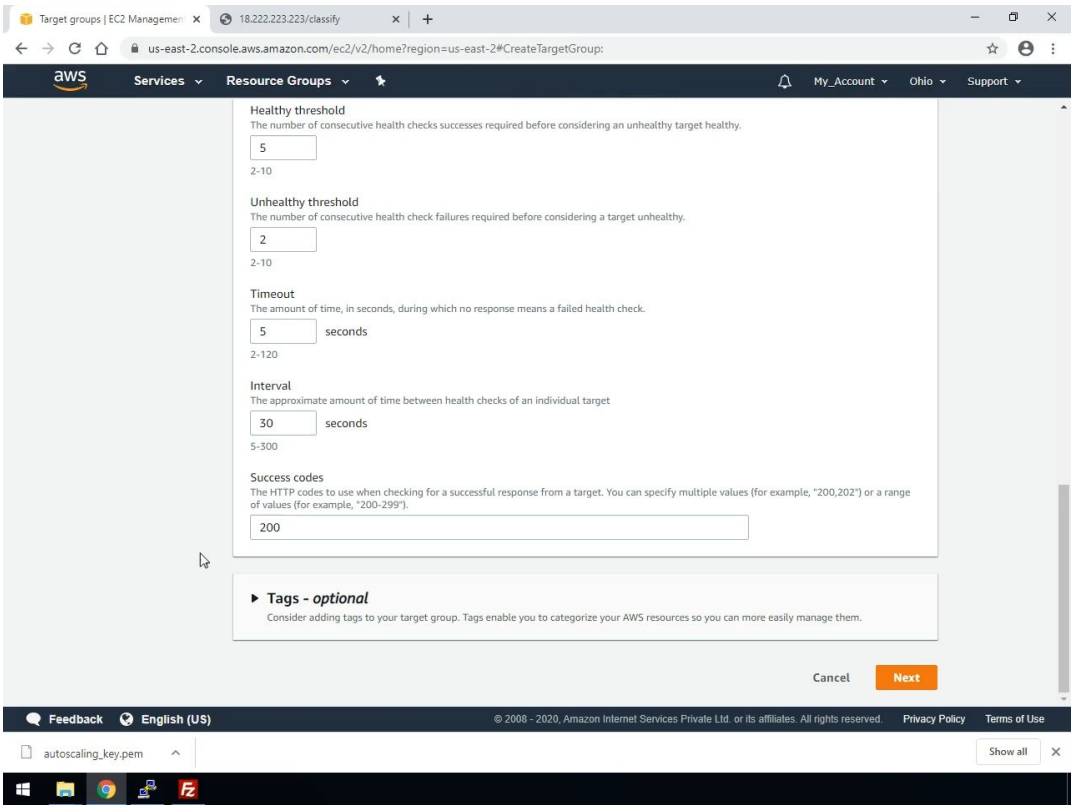 Target groups | EC2 Managemen
18.222.223.223/classify
us-east-2.console.aws.amazon.com/ec2/v2/home?region=us-east-2#CreateTargetGroup:
aws
Services
Resource Groups
My_Account
Ohio
Support
Healthy threshold
The number of consecutive health checks successes required before considering an unhealthy target healthy.
5
2-10
Unhealthy threshold
The number of consecutive health check failures required before considering a target unhealthy.
2
2-10
Timeout
The amount of time, in seconds, during which no response means a failed health check.
5 seconds
2-120
Interval
The approximate amount of time between health checks of an individual target
30 seconds
5-300
Success codes
The HTTP codes to use when checking for a successful response from a target. You can specify multiple values (for example, "200,202") or a range
of values (for example, "200-299").
200
Tags - optional
Consider adding tags to your target group. Tags enable you to categorize your AWS resources so you can more easily manage them.
Cancel
Next
Feedback
English (US)
© 2008 - 2020, Amazon Internet Services Private Ltd. or its affiliates. All rights reserved.
Privacy Policy
Terms of Use
autoscaling_key.pem
Show all
Fz